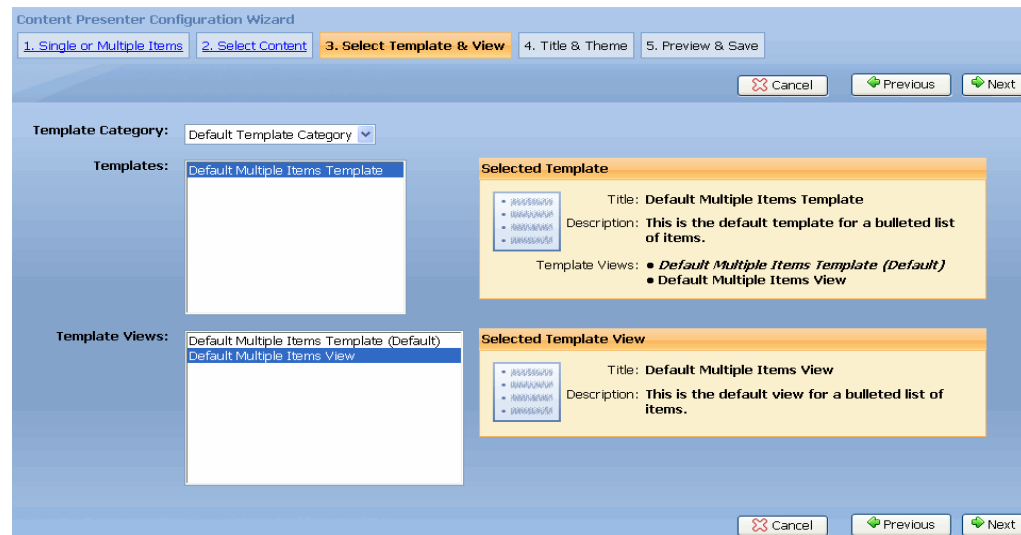 Content Presenter Configuration Wizard
1. Single or Multiple Items 2. Select Content 3. Select Template & View 4. Title & Theme 5. Preview & Save
Cancel Previous Next
Template Category: Default Template Category
Templates: Default Multiple Items Template
Selected Template
Title: Default Multiple Items Template
Description: This is the default template for a bulleted list
of items.
Template Views: • Default Multiple Items Template (Default)
• Default Multiple Items View
Template Views: Default Multiple Items Template (Default)
Default Multiple Items View
Selected Template View
Title: Default Multiple Items View
Description: This is the default view for a bulleted list of
items.
Cancel Previous Next